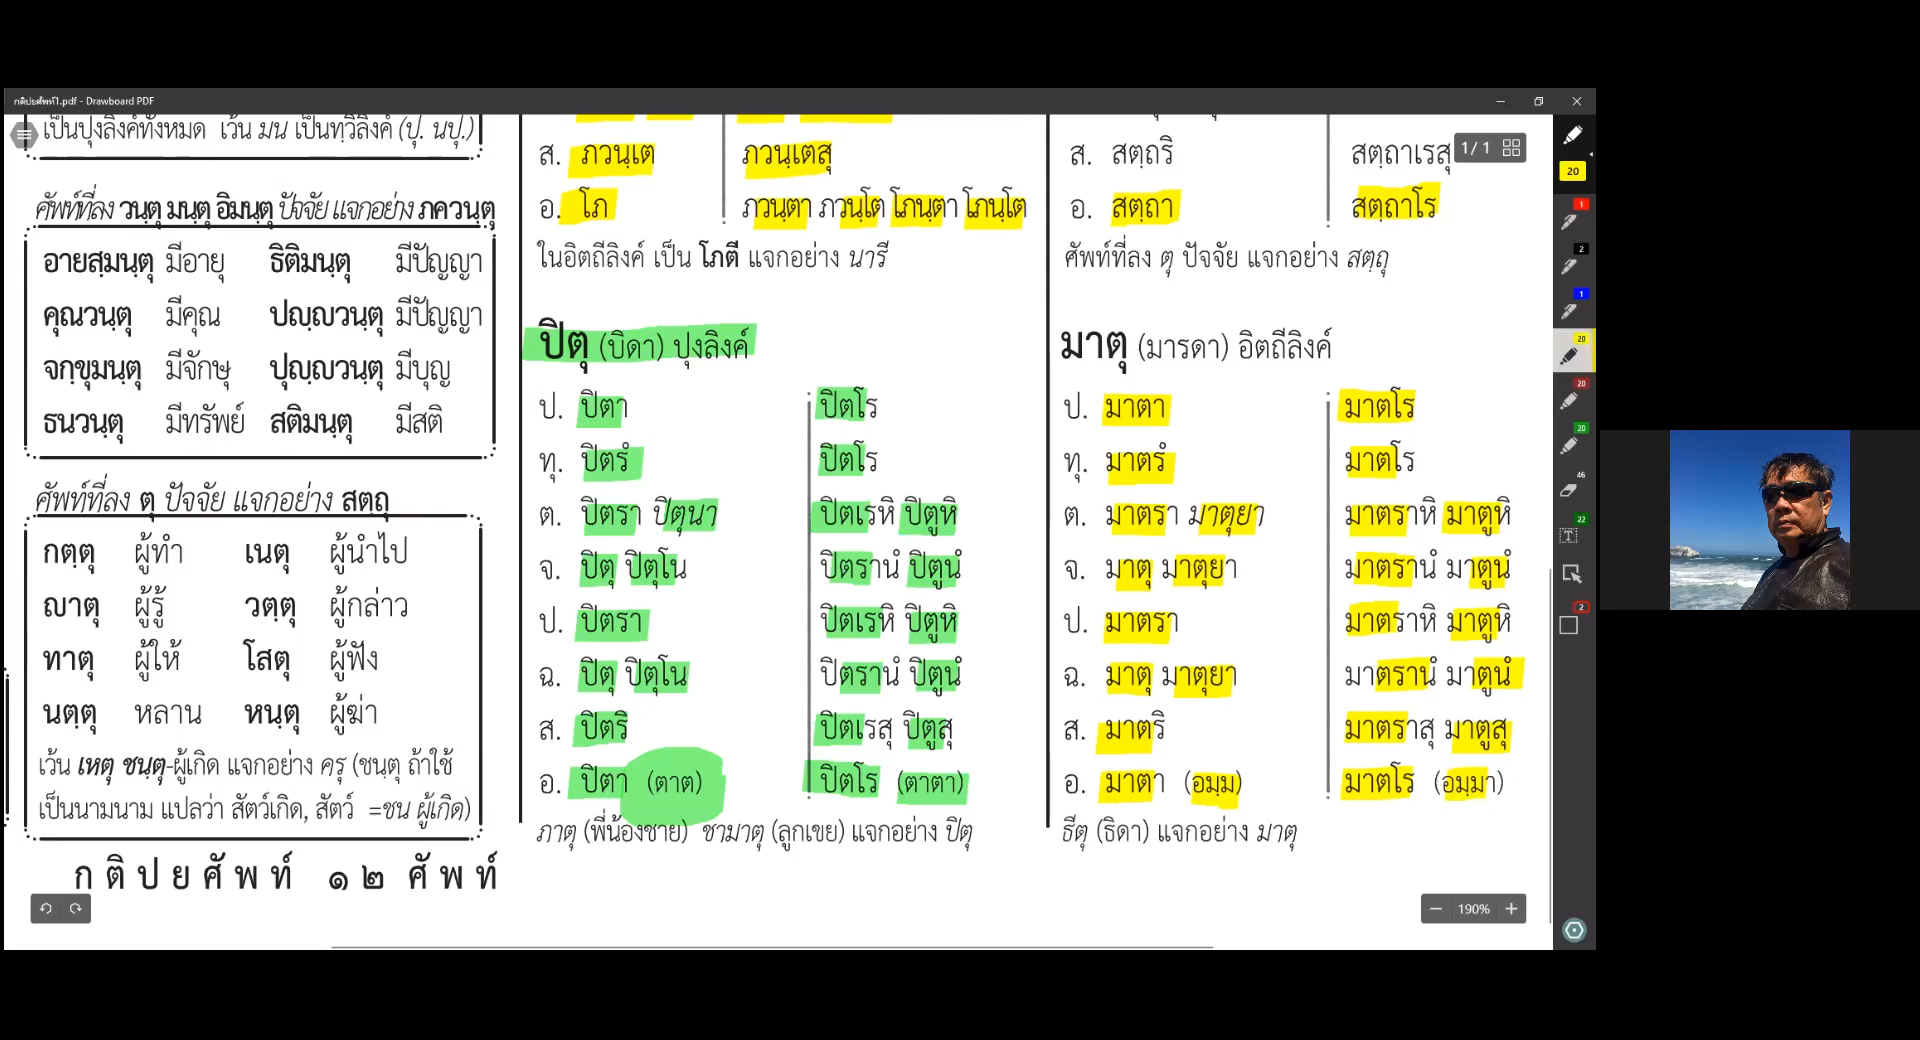 กติปยศัพท์1.pdf - Drawboard PDF
เป็นปุงลิงค์ทั้งหมด เว้น มน เป็นทฺวิลิงค์ (ปุ. นปุ.)
ศัพท์ที่ลง วนฺตุ มนฺตุ อิมนฺตุ ปัจจัย แจกอย่าง ภควนฺตุ
อายสฺมนฺตุ มีอายุ ธิติมนฺตุ มีปัญญา
คุณวนฺตุ มีคุณ ปญฺญวนฺตุ มีปัญญา
จกฺขุมนฺตุ มีจักษุ ปุญฺญวนฺตุ มีบุญ
ธนวนฺตุ มีทรัพย์ สติมนฺตุ มีสติ
ศัพท์ที่ลง ตุ ปัจจัย แจกอย่าง สตฺถุ
กตฺตุ ผู้ทำ เนตุ ผู้นำไป
ญาตุ ผู้รู้ วตฺตุ ผู้กล่าว
ทาตุ ผู้ให้ โสตุ ผู้ฟัง
นตฺตุ หลาน หนฺตุ ผู้ฆ่า
เว้น เหตุ ชนฺตุ-ผู้เกิด แจกอย่าง ครุ (ชนฺตุ ถ้าใช้
เป็นนามนาม แปลว่า สัตว์เกิด, สัตว์ =ชน ผู้เกิด)
กติปยศัพท์ ๑๒ ศัพท์
ส. ภวนฺเต ภวนฺเตสุ
อ. โภ ภวนฺตา ภวนฺโต โภนฺตา โภนฺโต
ในอิตถีลิงค์ เป็น โภตี แจกอย่าง นารี
ปิตุ (บิดา) ปุงลิงค์
ป. ปิตา ปิตโร
ทุ. ปิตรํ ปิตโร
ต. ปิตรา ปิตุนา ปิตเรหิ ปิตูหิ
จ. ปิตุ ปิตุโน ปิตรานํ ปิตูนํ
ป. ปิตรา ปิตเรหิ ปิตูหิ
ฉ. ปิตุ ปิตุโน ปิตรานํ ปิตูนํ
ส. ปิตริ ปิตเรสุ ปิตูสุ
อ. ปิตา (ตาต) ปิตโร (ตาตา)
ภาตุ (พี่น้องชาย) ชามาตุ (ลูกเขย) แจกอย่าง ปิตุ
ส. สตฺถริ สตฺถาเรสุ
อ. สตฺถา สตฺถาโร
ศัพท์ที่ลง ตุ ปัจจัย แจกอย่าง สตฺถุ
มาตุ (มารดา) อิตถีลิงค์
ป. มาตา มาตโร
ทุ. มาตรํ มาตโร
ต. มาตรา มาตุยา มาตราหิ มาตูหิ
จ. มาตุ มาตุยา มาตรานํ มาตูนํ
ป. มาตรา มาตราหิ มาตูหิ
ฉ. มาตุ มาตุยา มาตรานํ มาตูนํ
ส. มาตริ มาตราสุ มาตูสุ
อ. มาตา (อมฺม) มาตโร (อมฺมา)
ธีตุ (ธิดา) แจกอย่าง มาตุ
1/1
190%
20
1
2
1
20
20
20
46
22
2